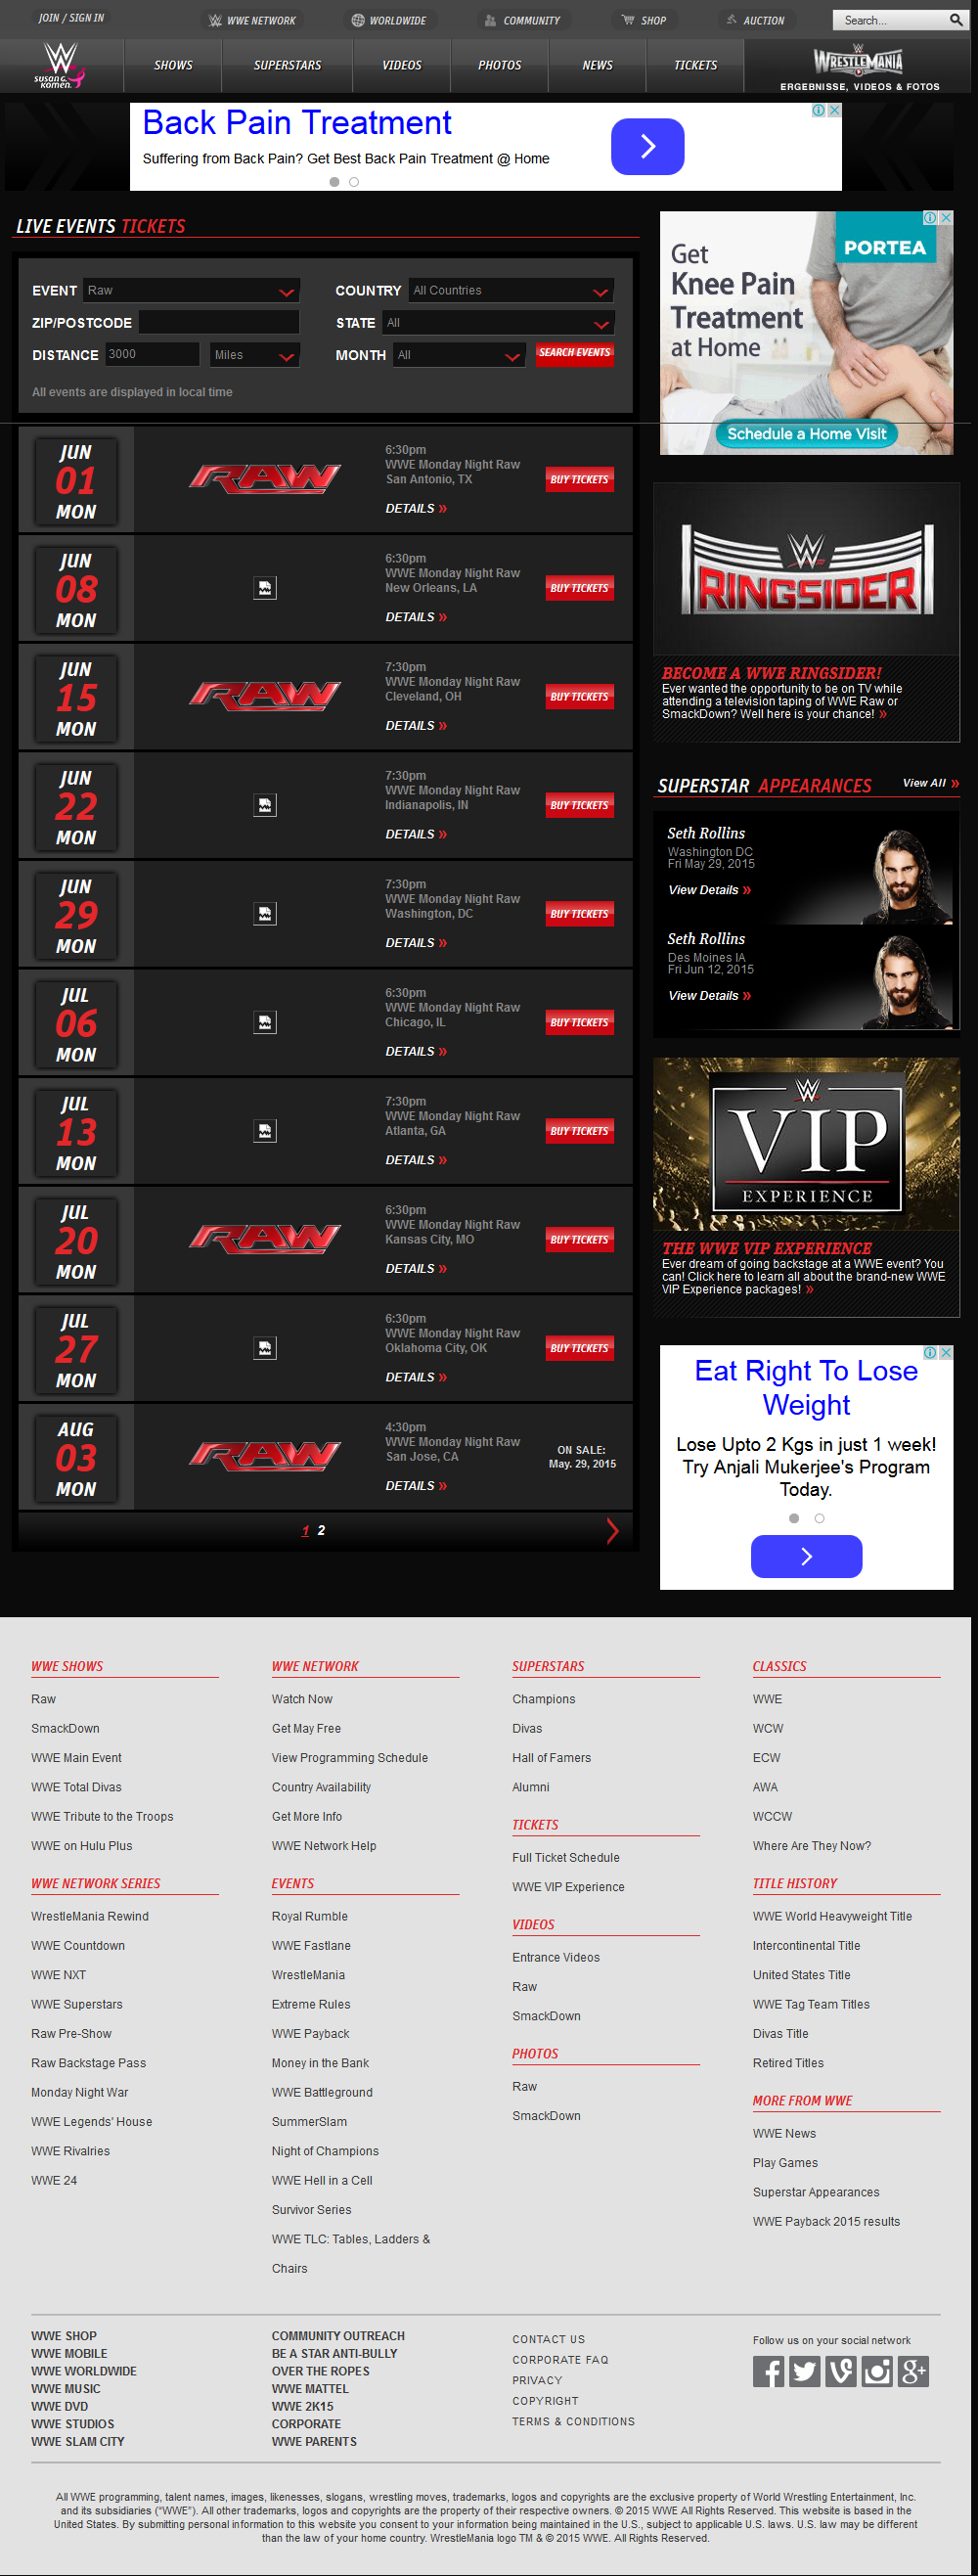 JOIN / SIGN IN
WWE NETWORK
WORLDWIDE
COMMUNITY
SHOP
AUCTION
Search...
SUSAN G.
KOMEN.
SHOWS
SUPERSTARS
VIDEOS
PHOTOS
NEWS
TICKETS
WRESTLEMANIA
ERGEBNISSE, VIDEOS & FOTOS
Back Pain Treatment
Suffering from Back Pain? Get Best Back Pain Treatment @ Home
LIVE EVENTS TICKETS
EVENT Raw
COUNTRY All Countries
ZIP/POSTCODE
STATE All
DISTANCE 3000 Miles
MONTH All
SEARCH EVENTS
All events are displayed in local time
JUN
01
MON
RAW
6:30pm
WWE Monday Night Raw
San Antonio, TX
DETAILS »
BUY TICKETS
JUN
08
MON
6:30pm
WWE Monday Night Raw
New Orleans, LA
DETAILS »
BUY TICKETS
JUN
15
MON
RAW
7:30pm
WWE Monday Night Raw
Cleveland, OH
DETAILS »
BUY TICKETS
JUN
22
MON
7:30pm
WWE Monday Night Raw
Indianapolis, IN
DETAILS »
BUY TICKETS
JUN
29
MON
7:30pm
WWE Monday Night Raw
Washington, DC
DETAILS »
BUY TICKETS
JUL
06
MON
6:30pm
WWE Monday Night Raw
Chicago, IL
DETAILS »
BUY TICKETS
JUL
13
MON
7:30pm
WWE Monday Night Raw
Atlanta, GA
DETAILS »
BUY TICKETS
JUL
20
MON
RAW
6:30pm
WWE Monday Night Raw
Kansas City, MO
DETAILS »
BUY TICKETS
JUL
27
MON
6:30pm
WWE Monday Night Raw
Oklahoma City, OK
DETAILS »
BUY TICKETS
AUG
03
MON
RAW
4:30pm
WWE Monday Night Raw
San Jose, CA
DETAILS »
ON SALE:
May. 29, 2015
1 2
PORTEA
Get
Knee Pain
Treatment
at Home
Schedule a Home Visit
W
RINGSIDER
BECOME A WWE RINGSIDER!
Ever wanted the opportunity to be on TV while
attending a television taping of WWE Raw or
SmackDown? Well here is your chance! »
SUPERSTAR APPEARANCES
View All »
Seth Rollins
Washington DC
Fri May 29, 2015
View Details »
Seth Rollins
Des Moines IA
Fri Jun 12, 2015
View Details »
W
VIP
EXPERIENCE
THE WWE VIP EXPERIENCE
Ever dream of going backstage at a WWE event? You
can! Click here to learn all about the brand-new WWE
VIP Experience packages! »
Eat Right To Lose
Weight
Lose Upto 2 Kgs in just 1 week!
Try Anjali Mukerjee's Program
Today.
WWE SHOWS
Raw
SmackDown
WWE Main Event
WWE Total Divas
WWE Tribute to the Troops
WWE on Hulu Plus
WWE NETWORK SERIES
WrestleMania Rewind
WWE Countdown
WWE NXT
WWE Superstars
Raw Pre-Show
Raw Backstage Pass
Monday Night War
WWE Legends' House
WWE Rivalries
WWE 24
WWE NETWORK
Watch Now
Get May Free
View Programming Schedule
Country Availability
Get More Info
WWE Network Help
EVENTS
Royal Rumble
WWE Fastlane
WrestleMania
Extreme Rules
WWE Payback
Money in the Bank
WWE Battleground
SummerSlam
Night of Champions
WWE Hell in a Cell
Survivor Series
WWE TLC: Tables, Ladders &
Chairs
SUPERSTARS
Champions
Divas
Hall of Famers
Alumni
TICKETS
Full Ticket Schedule
WWE VIP Experience
VIDEOS
Entrance Videos
Raw
SmackDown
PHOTOS
Raw
SmackDown
CLASSICS
WWE
WCW
ECW
AWA
WCCW
Where Are They Now?
TITLE HISTORY
WWE World Heavyweight Title
Intercontinental Title
United States Title
WWE Tag Team Titles
Divas Title
Retired Titles
MORE FROM WWE
WWE News
Play Games
Superstar Appearances
WWE Payback 2015 results
WWE SHOP
WWE MOBILE
WWE WORLDWIDE
WWE MUSIC
WWE DVD
WWE STUDIOS
WWE SLAM CITY
COMMUNITY OUTREACH
BE A STAR ANTI-BULLY
OVER THE ROPES
WWE MATTEL
WWE 2K15
CORPORATE
WWE PARENTS
CONTACT US
CORPORATE FAQ
PRIVACY
COPYRIGHT
TERMS & CONDITIONS
Follow us on your social network
All WWE programming, talent names, images, likenesses, slogans, wrestling moves, trademarks, logos and copyrights are the exclusive property of World Wrestling Entertainment, Inc.
and its subsidiaries ("WWE"). All other trademarks, logos and copyrights are the property of their respective owners. © 2015 WWE All Rights Reserved. This website is based in the
United States. By submitting personal information to this website you consent to your information being maintained in the U.S., subject to applicable U.S. laws. U.S. law may be different
than the law of your home country. WrestleMania logo TM & © 2015 WWE. All Rights Reserved.